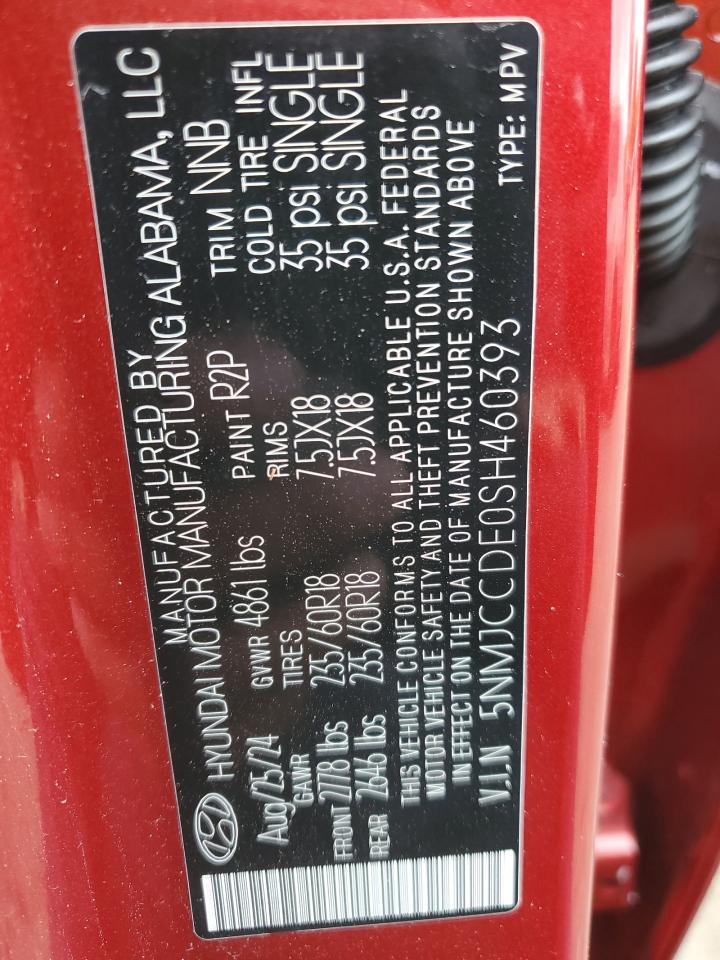 MANUFACTURED BY
HYUNDAI MOTOR MANUFACTURING ALABAMA, LLC
Aug/25/24 GVWR 4861 lbs PAINT R2P TRIM NNB
GAWR TIRES RIMS COLD TIRE INFL
FRONT 2778 lbs 235/60R18 7.5JX18 35 psi SINGLE
REAR 2646 lbs 235/60R18 7.5JX18 35 psi SINGLE
THIS VEHICLE CONFORMS TO ALL APPLICABLE U.S.A. FEDERAL
MOTOR VEHICLE SAFETY AND THEFT PREVENTION STANDARDS
IN EFFECT ON THE DATE OF MANUFACTURE SHOWN ABOVE
V.I.N 5NMJCCDE0SH460393 TYPE: MPV